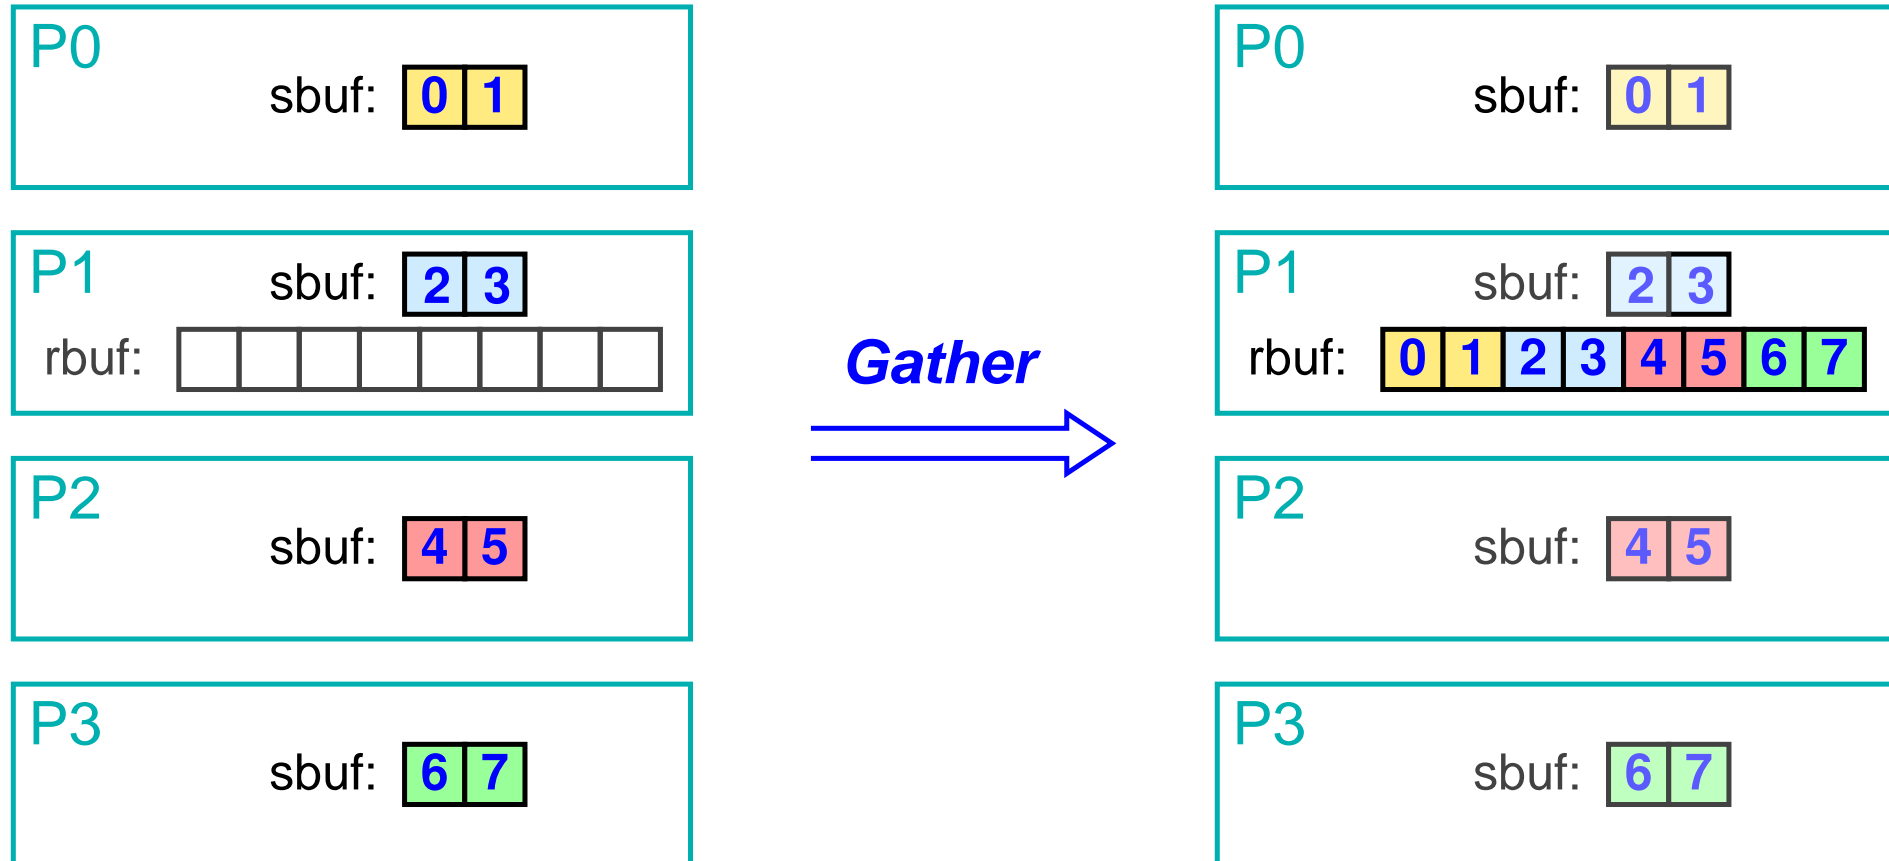 P0
sbuf: 0 1
P1
sbuf: 2 3
rbuf:
P2
sbuf: 4 5
P3
sbuf: 6 7
Gather
P0
sbuf: 0 1
P1
sbuf: 2 3
rbuf: 0 1 2 3 4 5 6 7
P2
sbuf: 4 5
P3
sbuf: 6 7